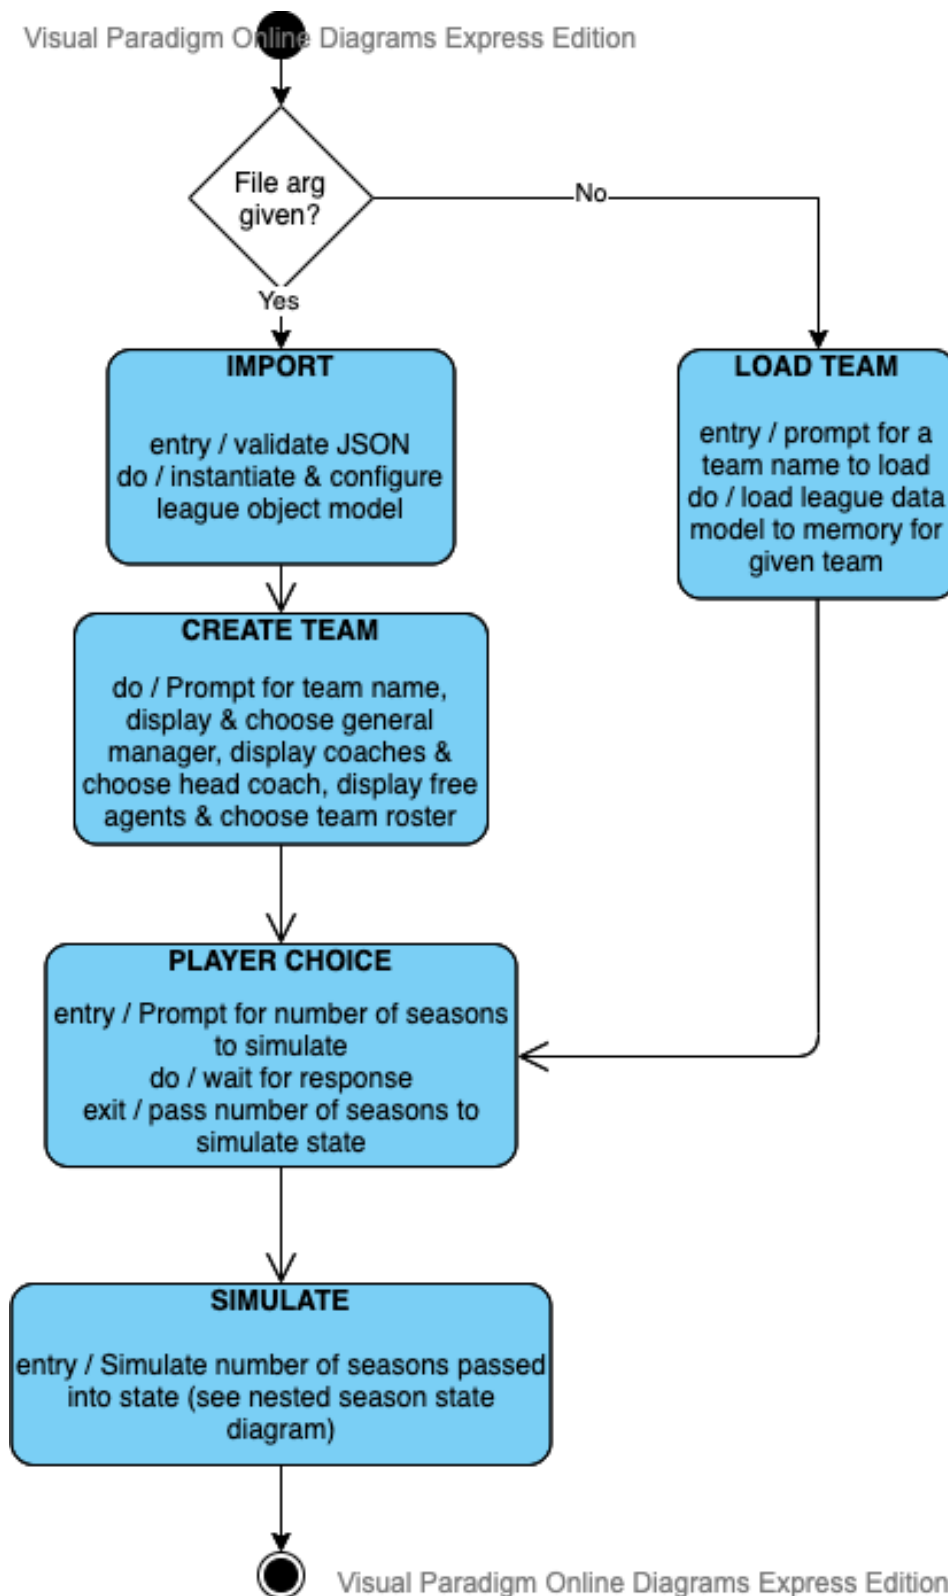 Visual Paradigm Online Diagrams Express Edition
File arg
given?
No
Yes
IMPORT
entry / validate JSON
do / instantiate & configure
league object model
LOAD TEAM
entry / prompt for a
team name to load
do / load league data
model to memory for
given team
CREATE TEAM
do / Prompt for team name,
display & choose general
manager, display coaches &
choose head coach, display free
agents & choose team roster
PLAYER CHOICE
entry / Prompt for number of seasons
to simulate
do / wait for response
exit / pass number of seasons to
simulate state
SIMULATE
entry / Simulate number of seasons passed
into state (see nested season state
diagram)
Visual Paradigm Online Diagrams Express Edition